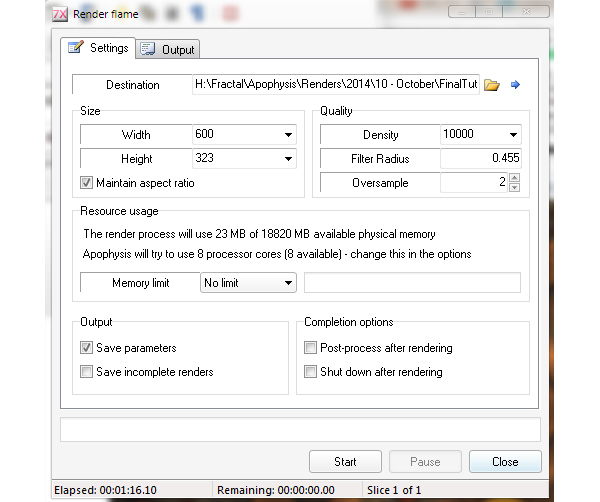 7X Render flame
Settings Output
Destination H:\Fractal\Apophysis\Renders\2014\10 - October\FinalTut
Size Quality
Width 600 Density 10000
Height 323 Filter Radius 0.455
Maintain aspect ratio Oversample 2
Resource usage
The render process will use 23 MB of 18820 MB available physical memory
Apophysis will try to use 8 processor cores (8 available) - change this in the options
Memory limit No limit
Output Completion options
Save parameters Post-process after rendering
Save incomplete renders Shut down after rendering
Start Pause Close
Elapsed: 00:01:16.10 Remaining: 00:00:00.00 Slice 1 of 1